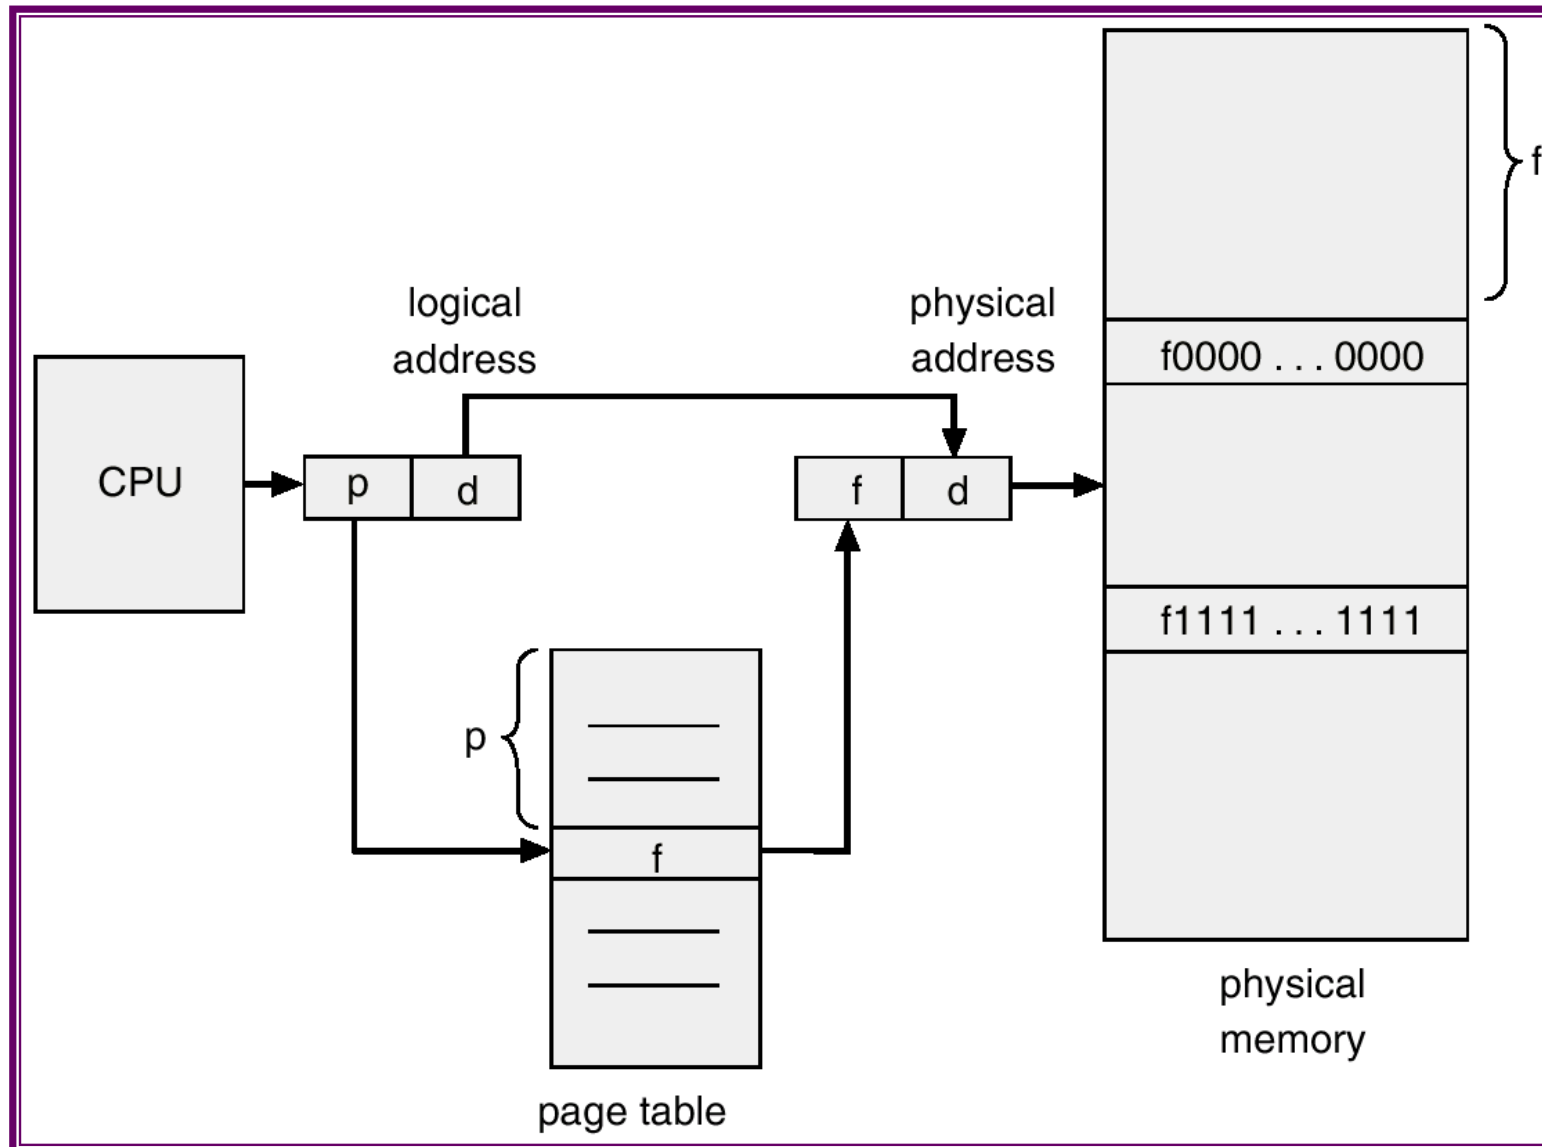 f
logical
address
physical
address
f0000 . . . 0000
CPU
p
d
f
d
f1111 . . . 1111
p
f
physical
memory
page table